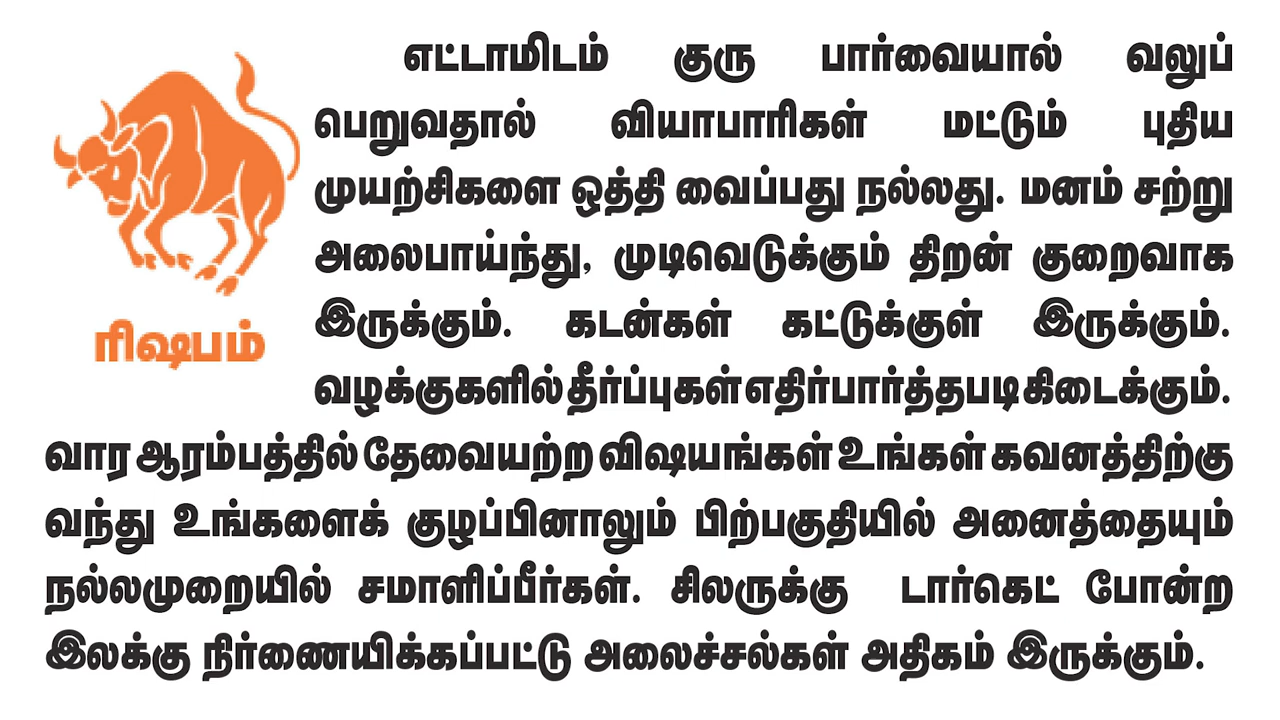 எட்டாமிடம் குரு பார்வையால் வலுப்
பெறுவதால் வியாபாரிகள் மட்டும் புதிய
முயற்சிகளை ஒத்தி வைப்பது நல்லது. மனம் சற்று
அலைபாய்ந்து, முடிவெடுக்கும் திறன் குறைவாக
இருக்கும். கடன்கள் கட்டுக்குள் இருக்கும்.
வழக்குகளில் தீர்ப்புகள் எதிர்பார்த்தபடி கிடைக்கும்.
வார ஆரம்பத்தில் தேவையற்ற விஷயங்கள் உங்கள் கவனத்திற்கு
வந்து உங்களைக் குழப்பினாலும் பிற்பகுதியில் அனைத்தையும்
நல்லமுறையில் சமாளிப்பீர்கள். சிலருக்கு டார்கெட் போன்ற
இலக்கு நிர்ணையிக்கப்பட்டு அலைச்சல்கள் அதிகம் இருக்கும்.
ரிஷபம்